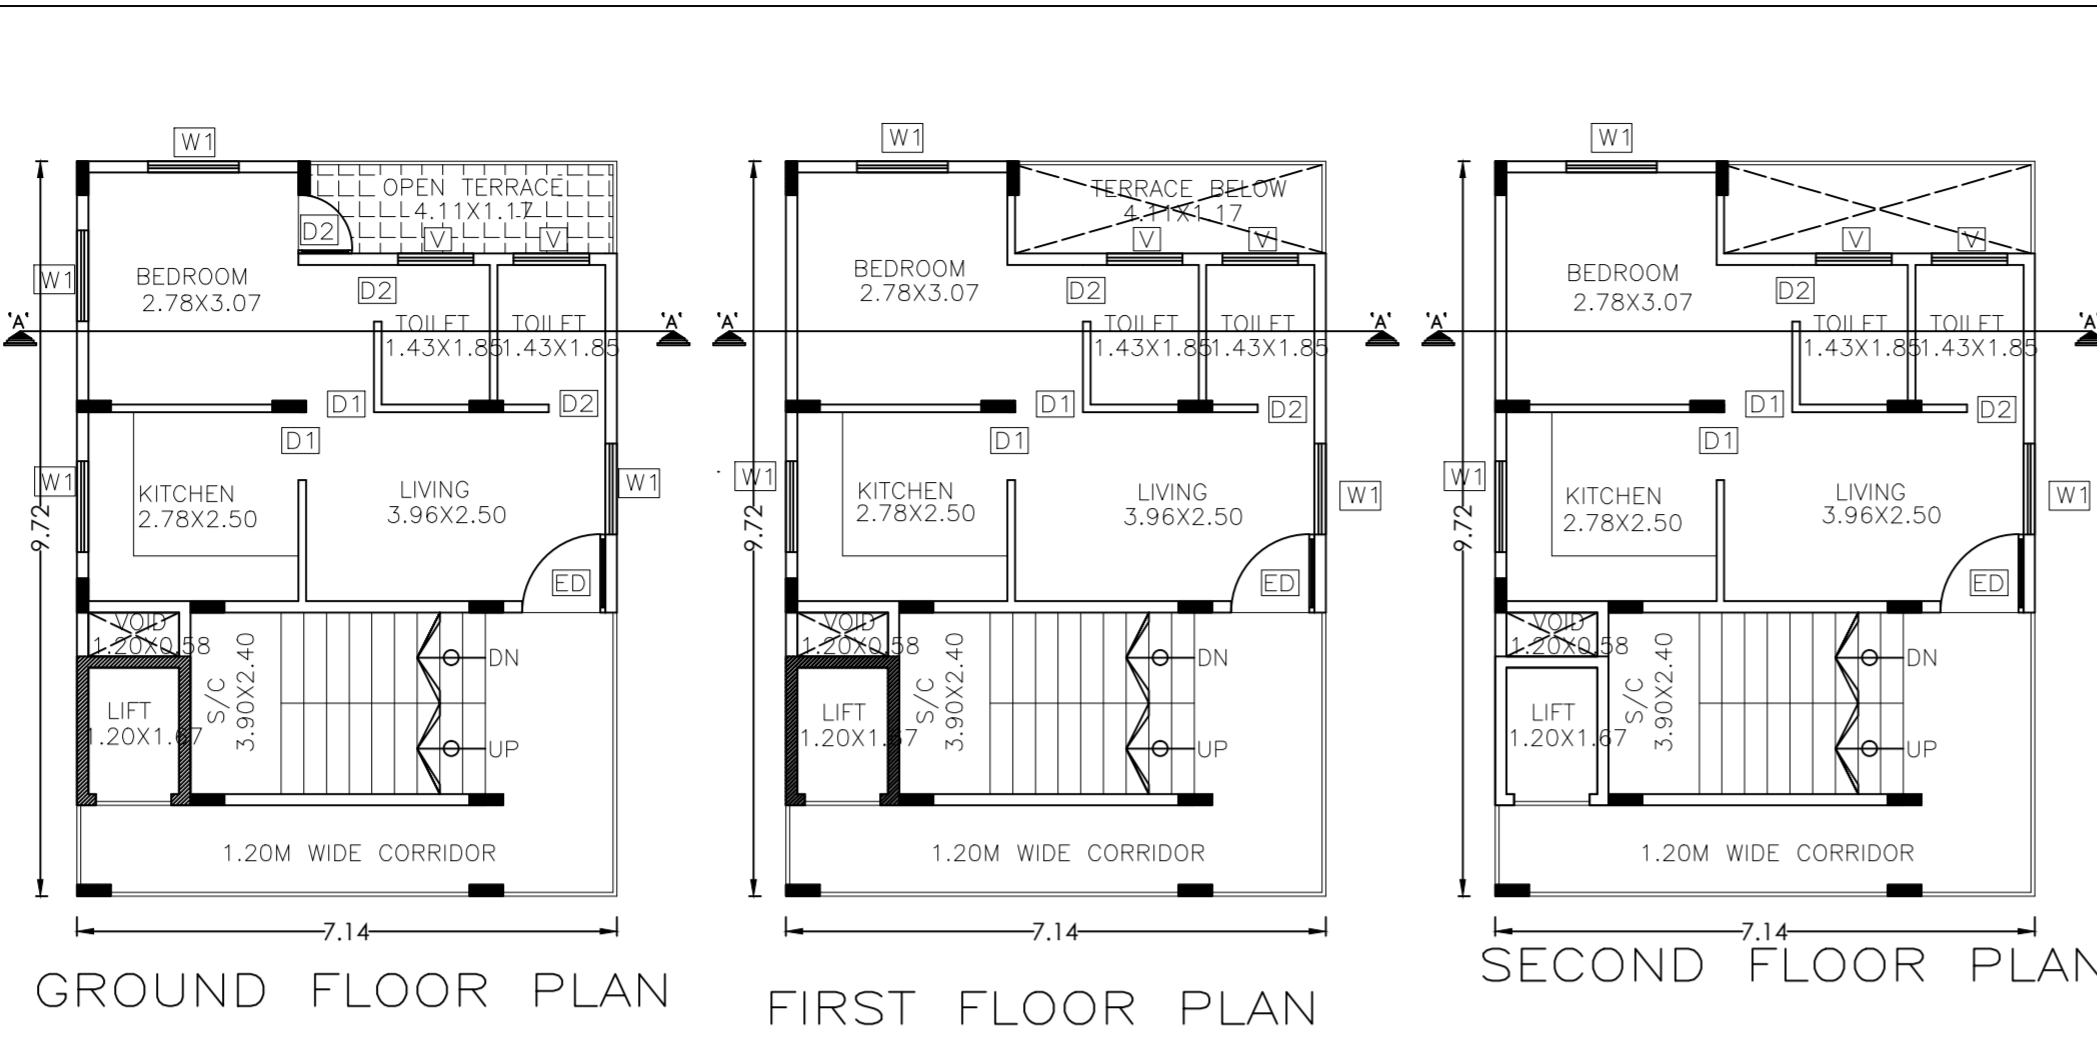 W1
OPEN TERRACE
4.11X1.17
D2
V
V
W1
BEDROOM
2.78X3.07
D2
'A'
'A'
TOILET
1.43X1.85
TOILET
1.43X1.85
D1
D2
D1
W1
KITCHEN
2.78X2.50
LIVING
3.96X2.50
W1
9.72
ED
VOID
1.20X0.58
S/C
3.90X2.40
DN
LIFT
1.20X1.67
UP
1.20M WIDE CORRIDOR
7.14
GROUND FLOOR PLAN
W1
TERRACE BELOW
4.11X1.17
V
V
BEDROOM
2.78X3.07
D2
'A'
'A'
TOILET
1.43X1.85
TOILET
1.43X1.85
D1
D2
D1
W1
KITCHEN
2.78X2.50
LIVING
3.96X2.50
W1
9.72
ED
VOID
1.20X0.58
S/C
3.90X2.40
DN
LIFT
1.20X1.67
UP
1.20M WIDE CORRIDOR
7.14
FIRST FLOOR PLAN
W1
V
V
BEDROOM
2.78X3.07
D2
'A'
'A
TOILET
1.43X1.85
TOILET
1.43X1.85
D1
D2
D1
W1
KITCHEN
2.78X2.50
LIVING
3.96X2.50
W1
9.72
ED
VOID
1.20X0.58
S/C
3.90X2.40
DN
LIFT
1.20X1.67
UP
1.20M WIDE CORRIDOR
7.14
SECOND FLOOR PLAN